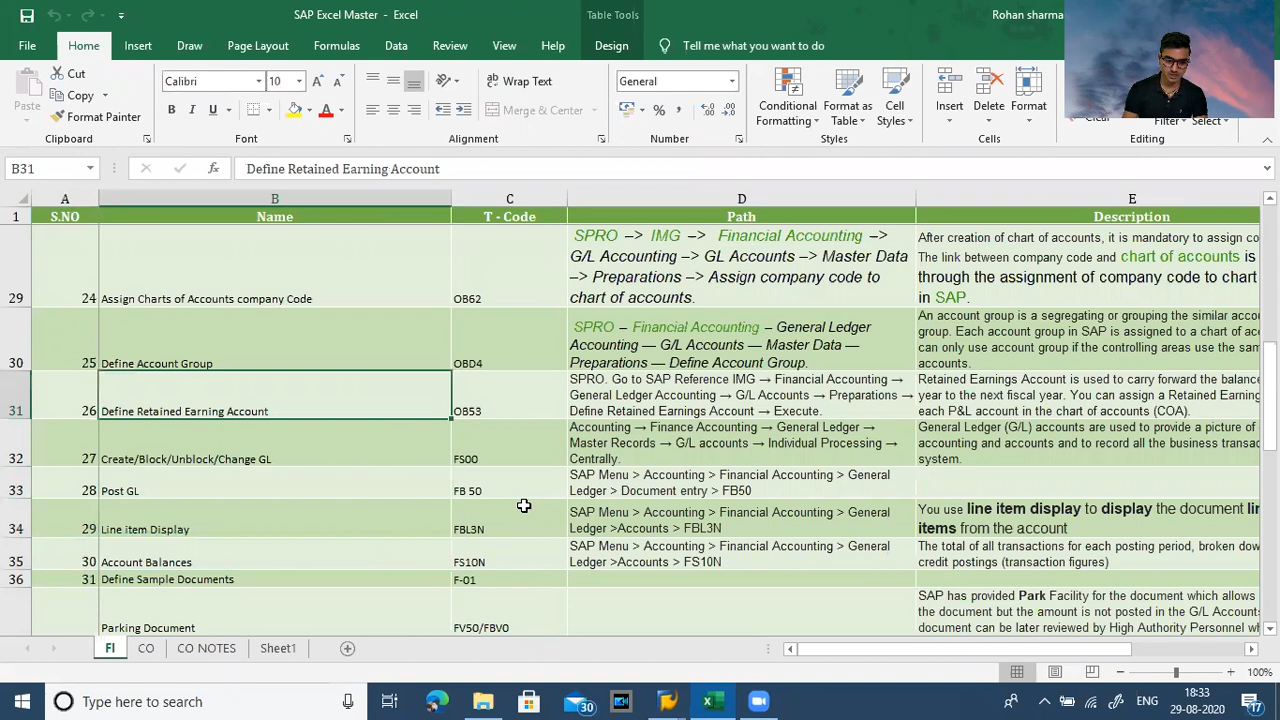 SAP Excel Master - Excel
Table Tools
Rohan sharma
File
Home
Insert
Draw
Page Layout
Formulas
Data
Review
View
Help
Design
Tell me what you want to do
Paste
Cut
Copy
Format Painter
Clipboard
Calibri
10
B I U
Font
Wrap Text
Merge & Center
Alignment
General
Number
Conditional
Formatting
Format as
Table
Cell
Styles
Styles
Insert
Delete
Format
Cells
Clear
Filter
Select
Editing
B31
fx
Define Retained Earning Account
A B C D E
1 S.NO Name T - Code Path Description
29 24 Assign Charts of Accounts company Code OB62
SPRO –> IMG –> Financial Accounting –>
G/L Accounting –> GL Accounts –> Master Data
–> Preparations –> Assign company code to
chart of accounts.
After creation of chart of accounts, it is mandatory to assign co
The link between company code and chart of accounts is
through the assignment of company code to chart
in SAP.
30 25 Define Account Group OBD4
SPRO – Financial Accounting – General Ledger
Accounting — G/L Accounts — Master Data —
Preparations — Define Account Group.
An account group is a segregating or grouping the similar accou
group. Each account group in SAP is assigned to a chart of ac
can only use account group if the controlling areas use the sam
accounts.
31 26 Define Retained Earning Account OB53
SPRO. Go to SAP Reference IMG → Financial Accounting →
General Ledger Accounting → G/L Accounts → Preparations →
Define Retained Earnings Account → Execute.
Retained Earnings Account is used to carry forward the balance
year to the next fiscal year. You can assign a Retained Earning
each P&L account in the chart of accounts (COA).
32 27 Create/Block/Unblock/Change GL FS00
Accounting → Finance Accounting → General Ledger →
Master Records → G/L accounts → Individual Processing →
Centrally.
General Ledger (G/L) accounts are used to provide a picture of
accounting and accounts and to record all the business transac
system.
33 28 Post GL FB 50
SAP Menu > Accounting > Financial Accounting > General
Ledger > Document entry > FB50
34 29 Line item Display FBL3N
SAP Menu > Accounting > Financial Accounting > General
Ledger >Accounts > FBL3N
You use line item display to display the document lin
items from the account
35 30 Account Balances FS10N
SAP Menu > Accounting > Financial Accounting > General
Ledger >Accounts > FS10N
The total of all transactions for each posting period, broken dow
credit postings (transaction figures)
36 31 Define Sample Documents F-01
Parking Document FV50/FBV0
SAP has provided Park Facility for the document which allows
the document but the amount is not posted in the G/L Accounts
document can be later reviewed by High Authority Personnel wh
FI
CO
CO NOTES
Sheet1
100%
Type here to search
30
ENG
18:33
29-08-2020
17